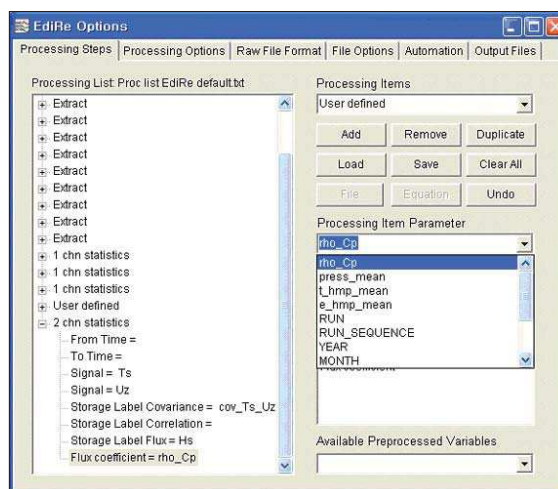 EdiRe Options
Processing Steps Processing Options Raw File Format File Options Automation Output Files
Processing List: Proc list EdiRe default.txt
Extract
Extract
Extract
Extract
Extract
Extract
Extract
Extract
Extract
1 chn statistics
1 chn statistics
1 chn statistics
User defined
2 chn statistics
From Time =
To Time =
Signal = Ts
Signal = Uz
Storage Label Covariance = cov_Ts_Uz
Storage Label Correlation =
Storage Label Flux = Hs
Flux coefficient = rho_Cp
Processing Items
User defined
Add Remove Duplicate
Load Save Clear All
File Equation Undo
Processing Item Parameter
rho_Cp
rho_Cp
press_mean
t_hmp_mean
e_hmp_mean
RUN
RUN_SEQUENCE
YEAR
MONTH
Flux coefficient
Available Preprocessed Variables